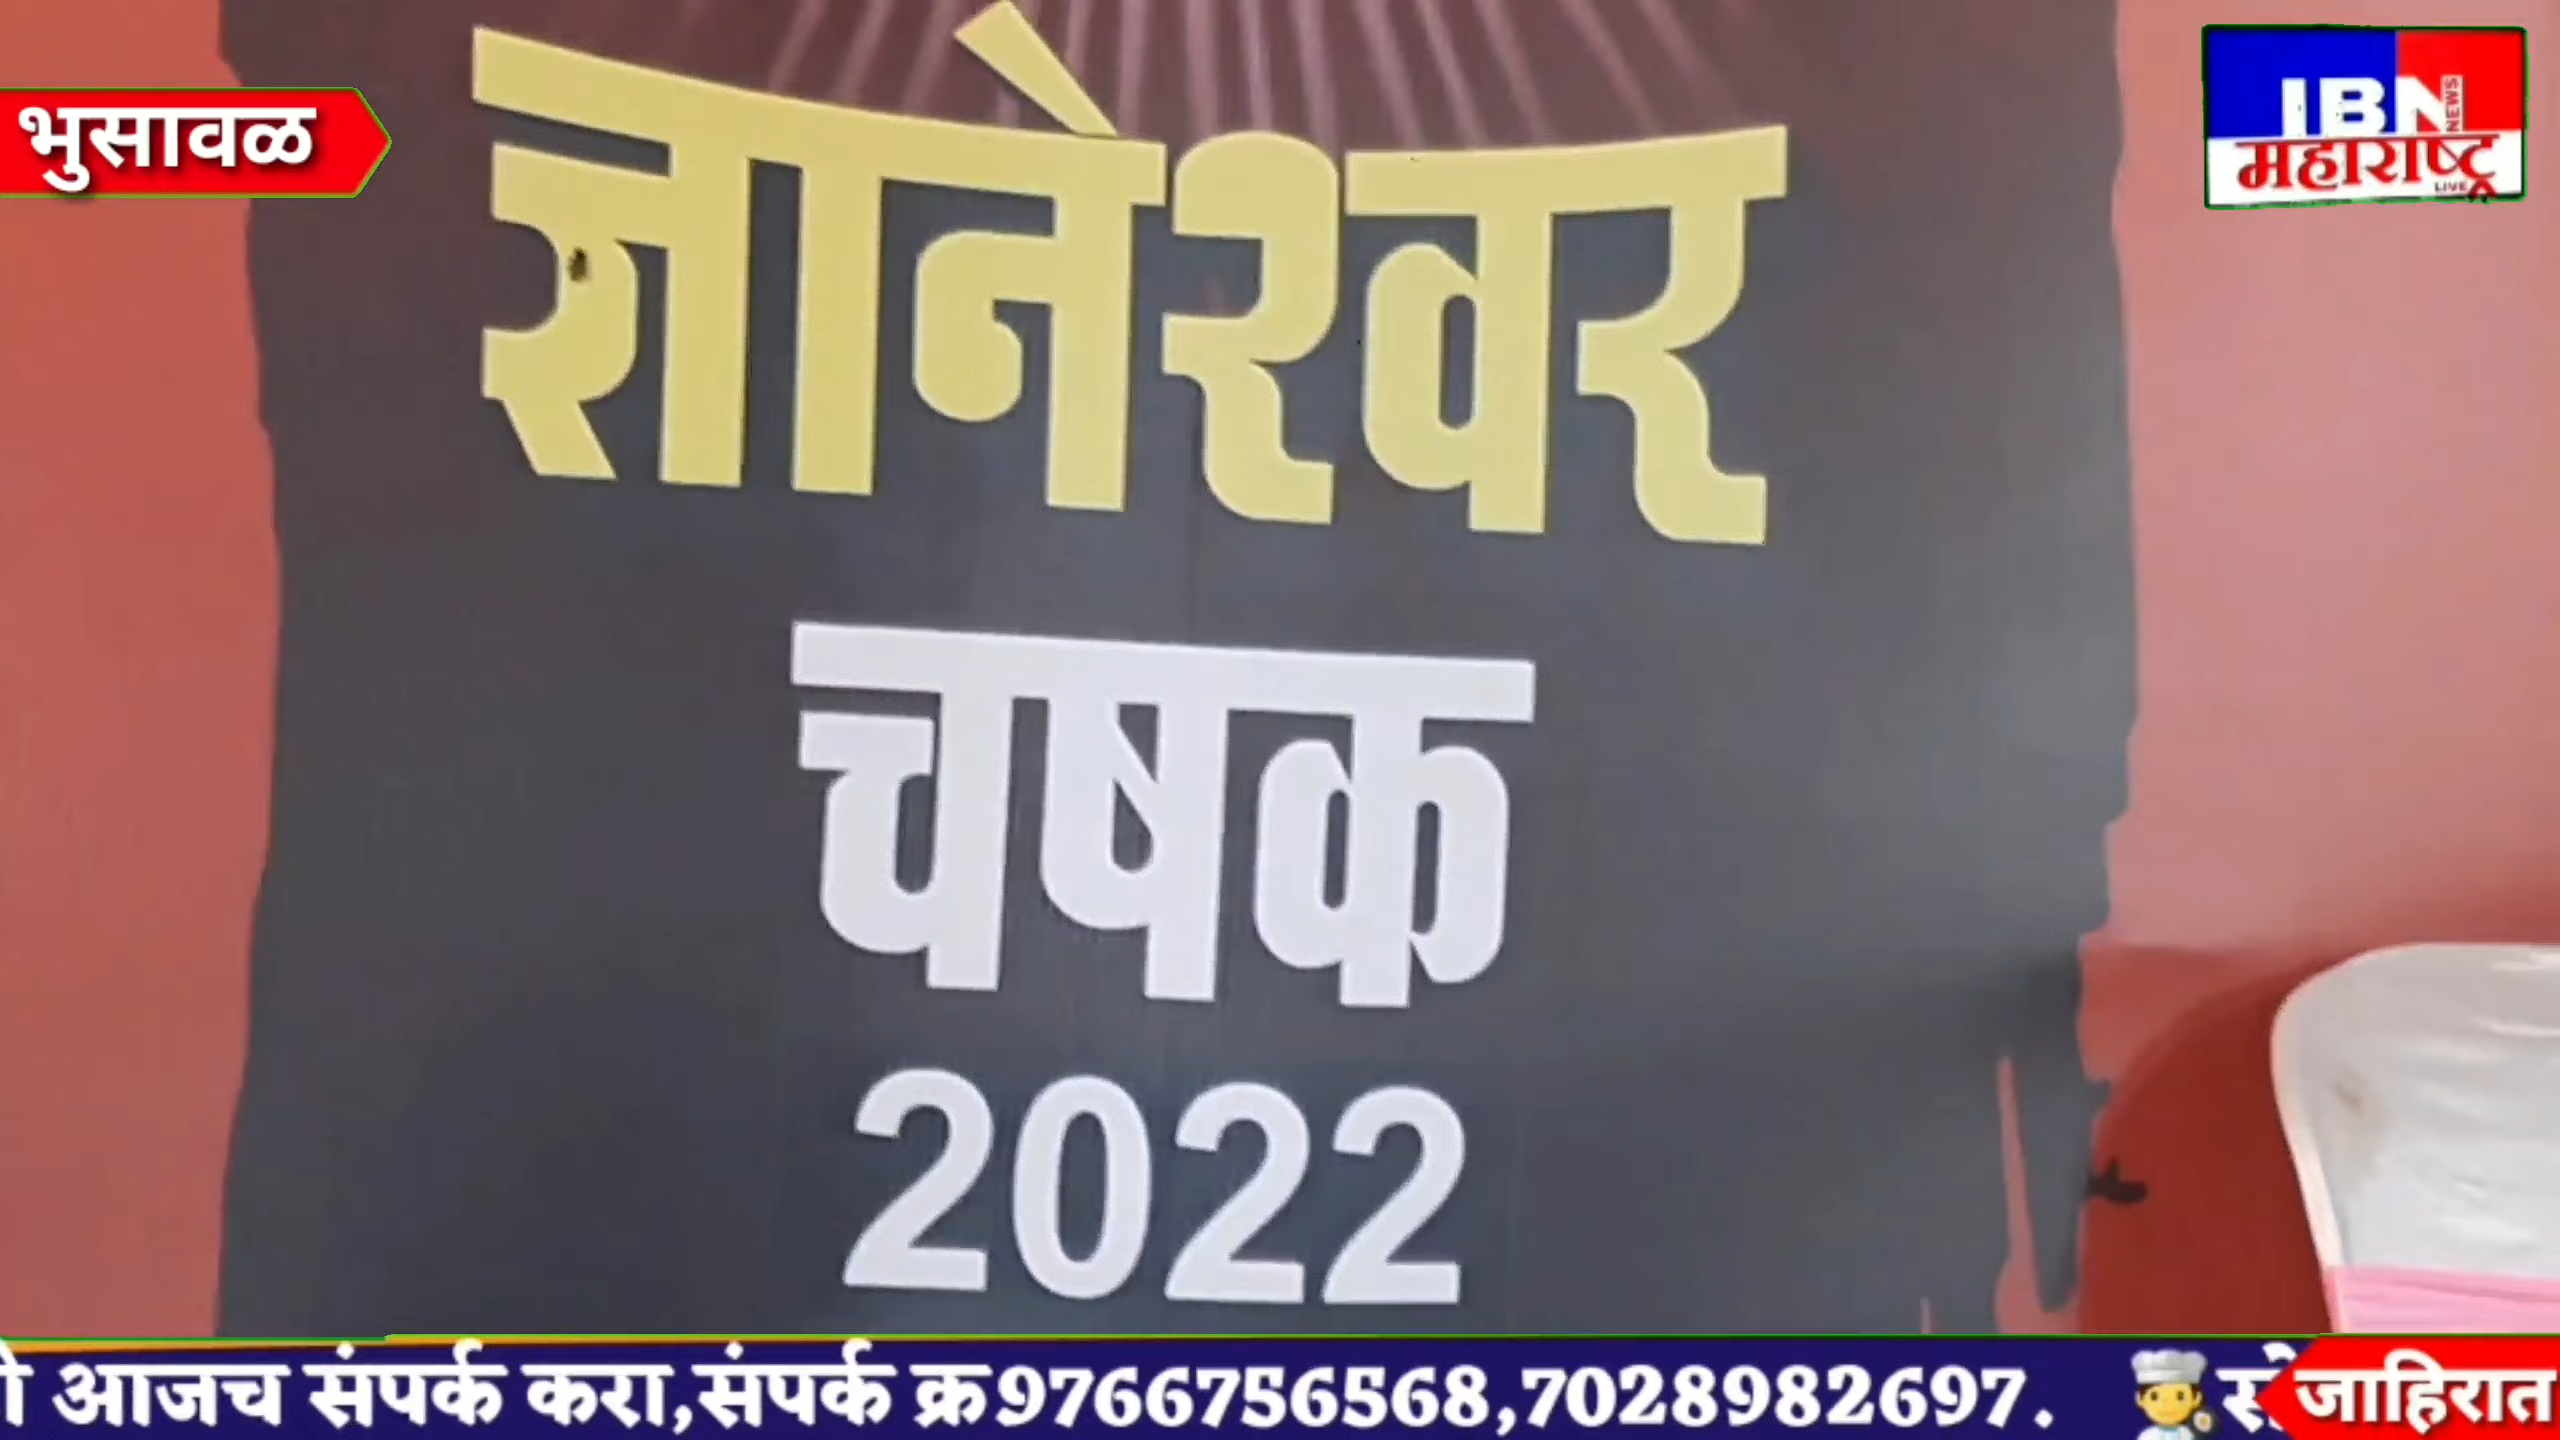 भुसावळ
IBN
NEWS
महाराष्ट्र
LIVE
ज्ञानेश्वर
चषक
2022
आजच संपर्क करा,संपर्क क्र9766756568,7028982697.
जाहिरात